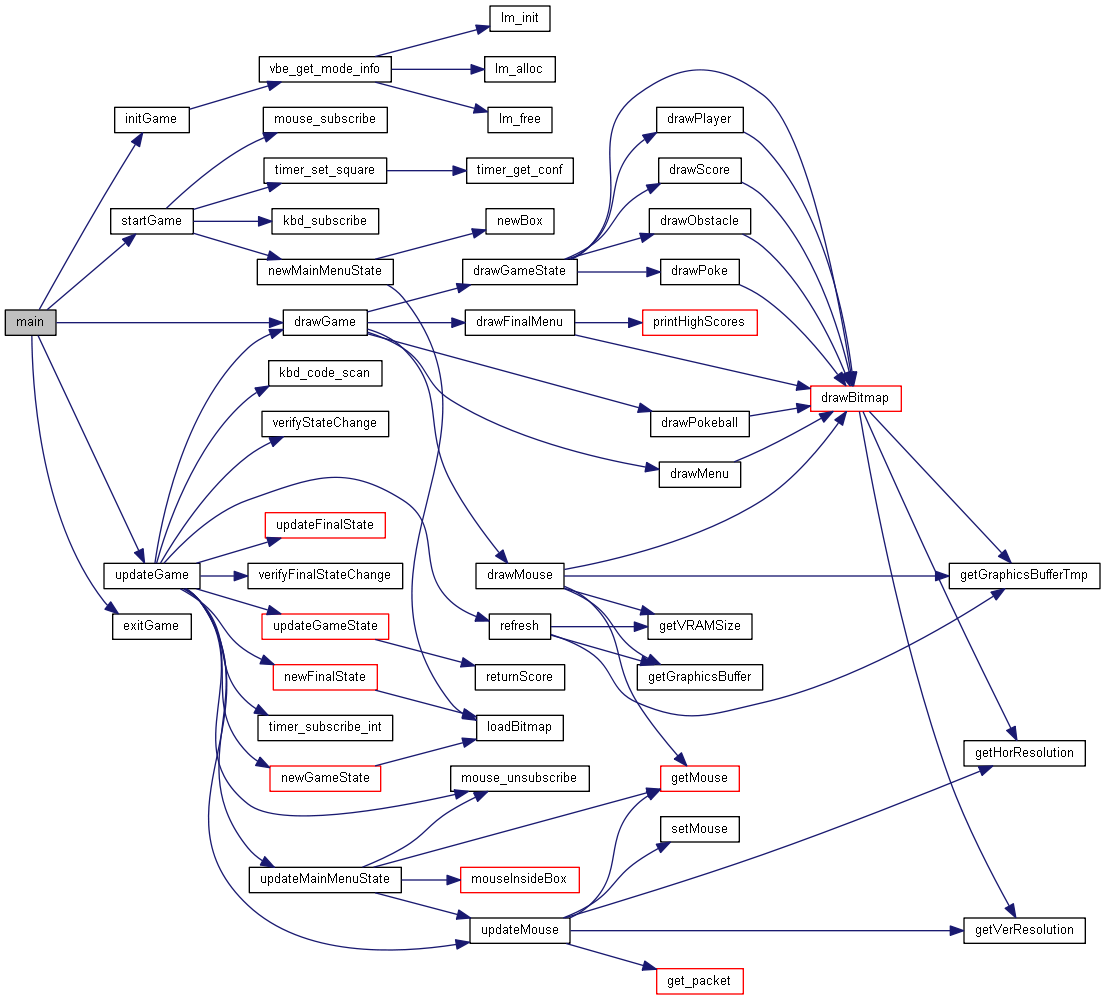 lm_init
vbe_get_mode_info
lm_alloc
initGame
mouse_subscribe
lm_free
drawPlayer
timer_set_square
timer_get_conf
drawScore
startGame
kbd_subscribe
newBox
drawObstacle
newMainMenuState
drawGameState
drawPoke
main
drawGame
drawFinalMenu
printHighScores
kbd_code_scan
drawBitmap
verifyStateChange
drawPokeball
drawMenu
updateFinalState
updateGame
verifyFinalStateChange
drawMouse
getGraphicsBufferTmp
exitGame
updateGameState
refresh
getVRAMSize
newFinalState
returnScore
getGraphicsBuffer
timer_subscribe_int
loadBitmap
getHorResolution
newGameState
mouse_unsubscribe
getMouse
setMouse
updateMainMenuState
mouseInsideBox
updateMouse
getVerResolution
get_packet